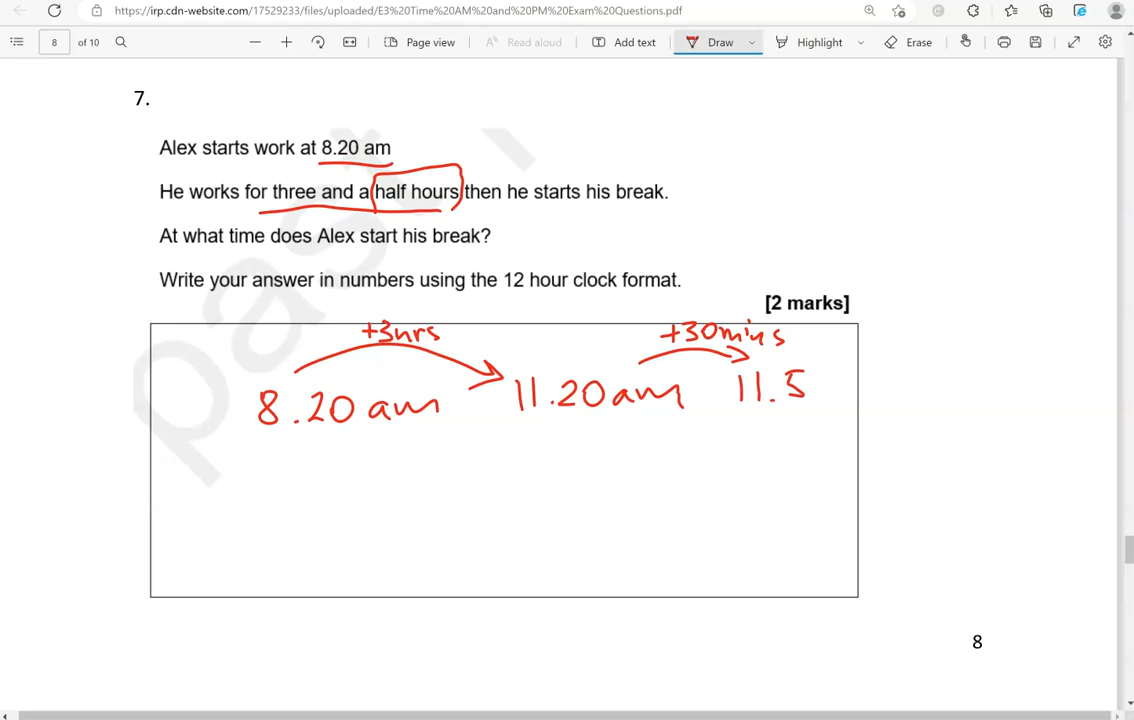 https://irp.cdn-website.com/17529233/files/uploaded/E3%20Time%20AM%20and%20PM%20Exam%20Questions.pdf
8 of 10 Page view Read aloud Add text Draw Highlight Erase
7.
Alex starts work at 8.20 am
He works for three and a half hours then he starts his break.
At what time does Alex start his break?
Write your answer in numbers using the 12 hour clock format.
[2 marks]
+3hrs +30mins
8.20 am 11.20am 11.5
8
past